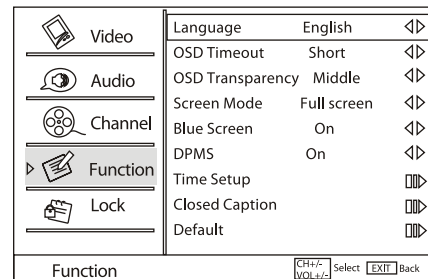 Video
Audio
Channel
Function
Lock
Language English
OSD Timeout Short
OSD Transparency Middle
Screen Mode Full screen
Blue Screen On
DPMS On
Time Setup
Closed Caption
Default
Function
CH+/- VOL+/- Select EXIT Back